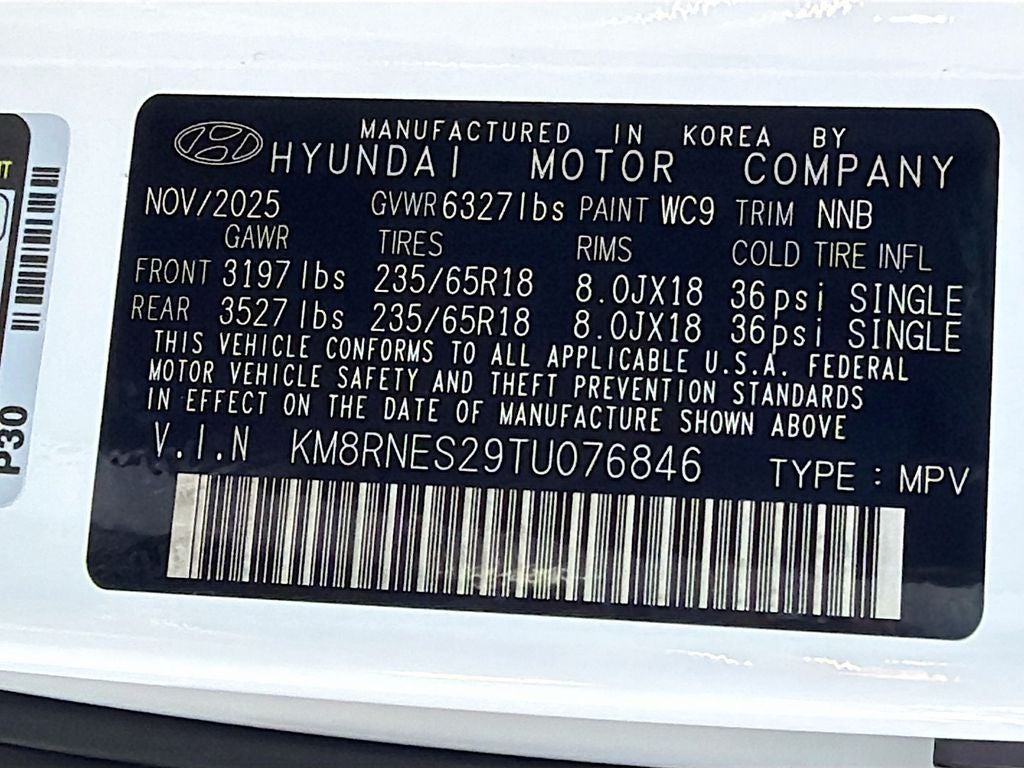 MANUFACTURED IN KOREA BY
HYUNDAI MOTOR COMPANY
NOV/2025 GVWR 6327lbs PAINT WC9 TRIM NNB
GAWR TIRES RIMS COLD TIRE INFL.
FRONT 3197lbs 235/65R18 8.0JX18 36psi SINGLE
REAR 3527lbs 235/65R18 8.0JX18 36psi SINGLE
THIS VEHICLE CONFORMS TO ALL APPLICABLE U.S.A. FEDERAL
MOTOR VEHICLE SAFETY AND THEFT PREVENTION STANDARDS
IN EFFECT ON THE DATE OF MANUFACTURE SHOWN ABOVE
V.I.N KM8RNES29TU076846 TYPE : MPV
P30